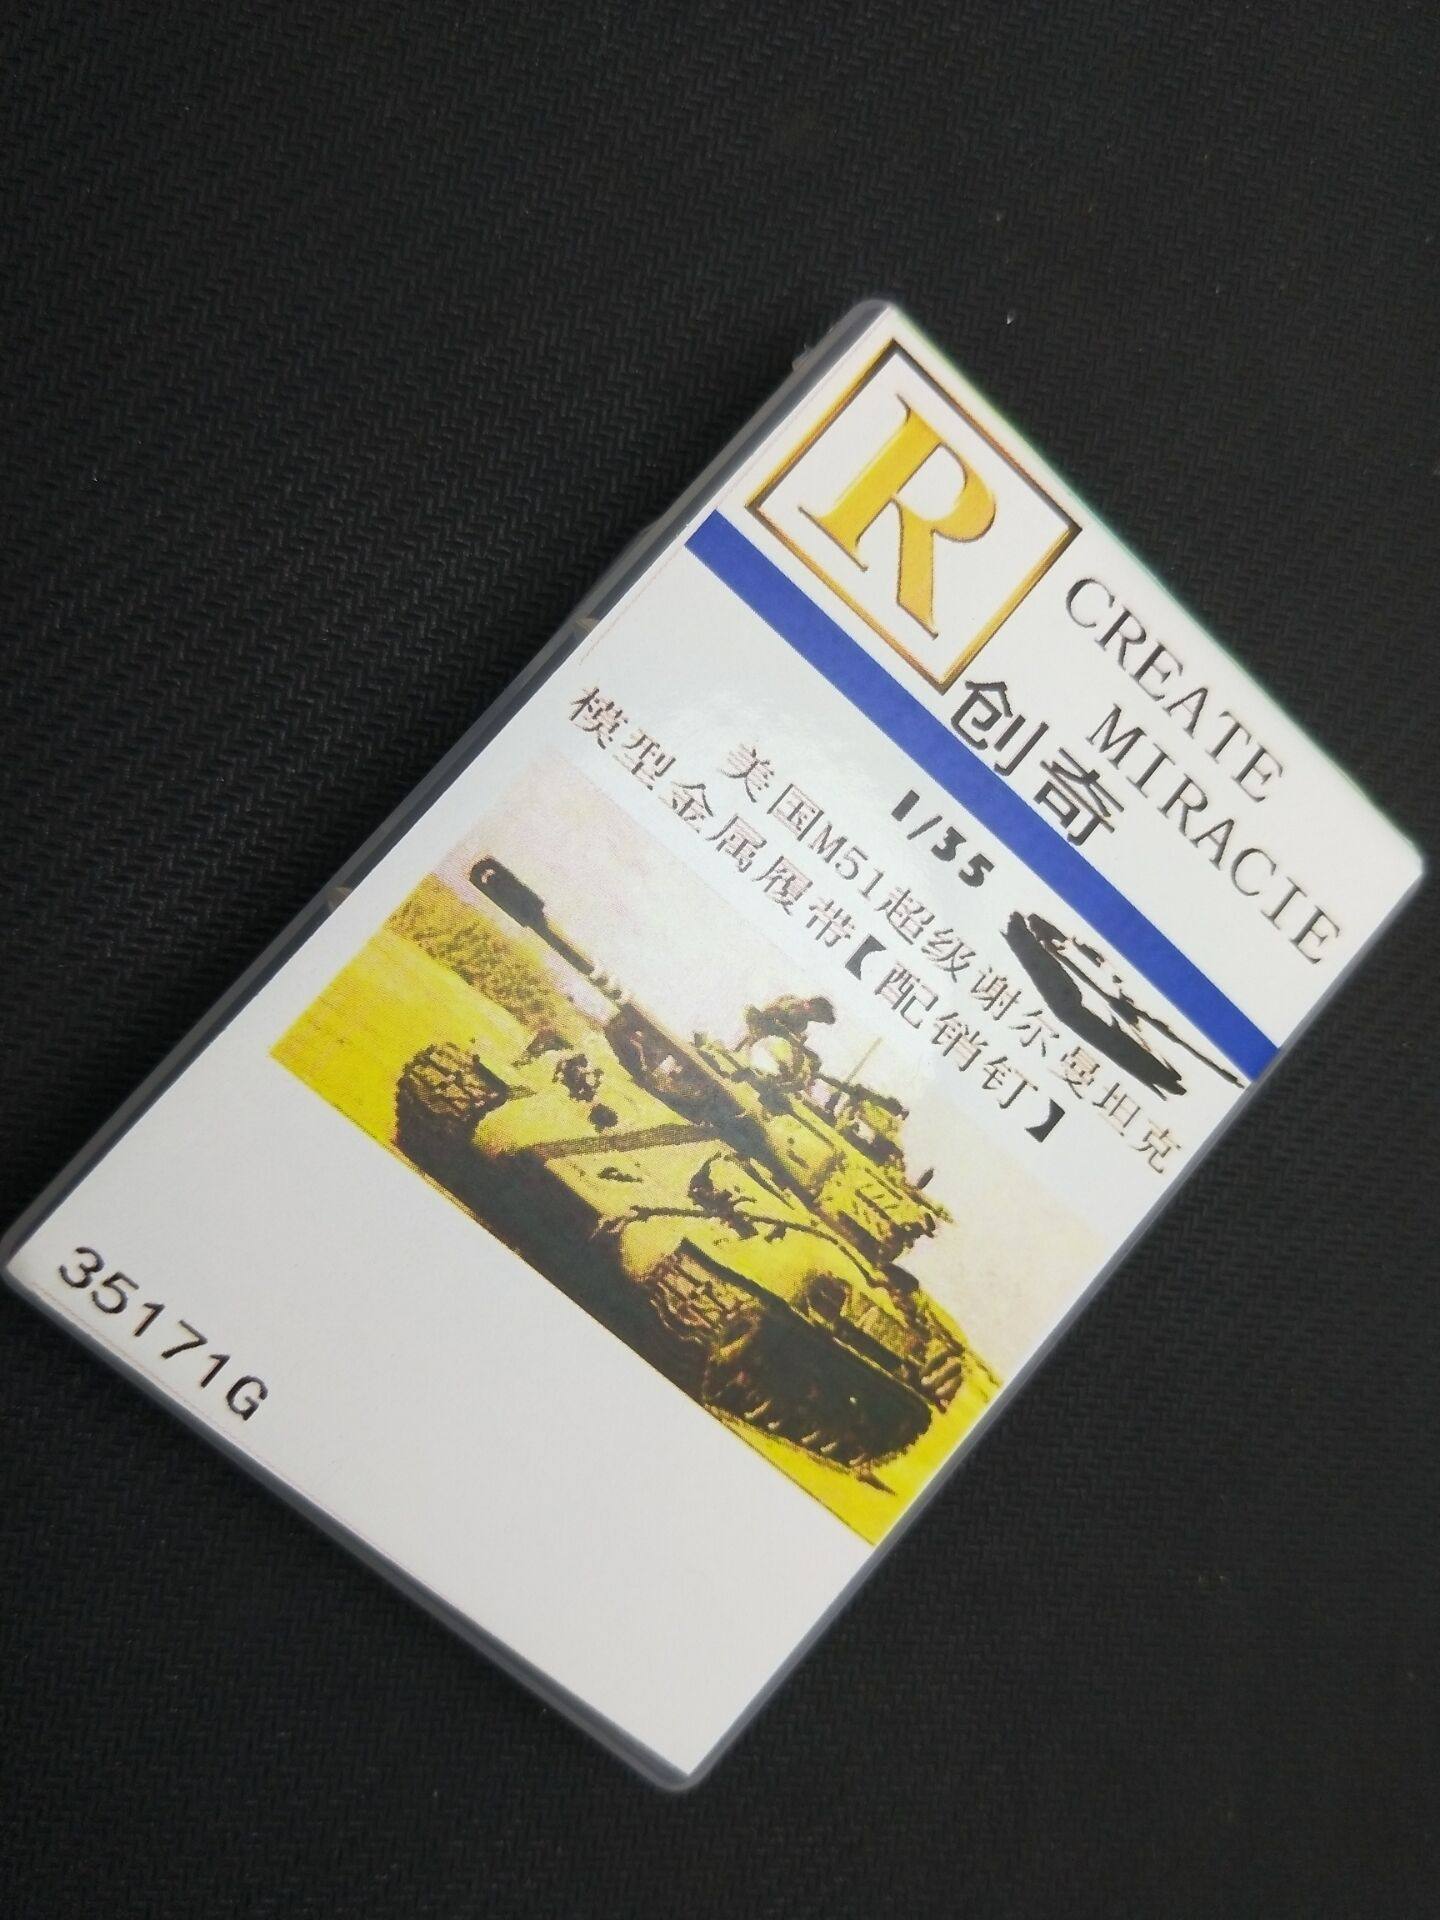 R
CREATE
MIRACIE
创奇
1/35
美国M51超级谢尔曼坦克
模型金属履带【配销钉】
35171G